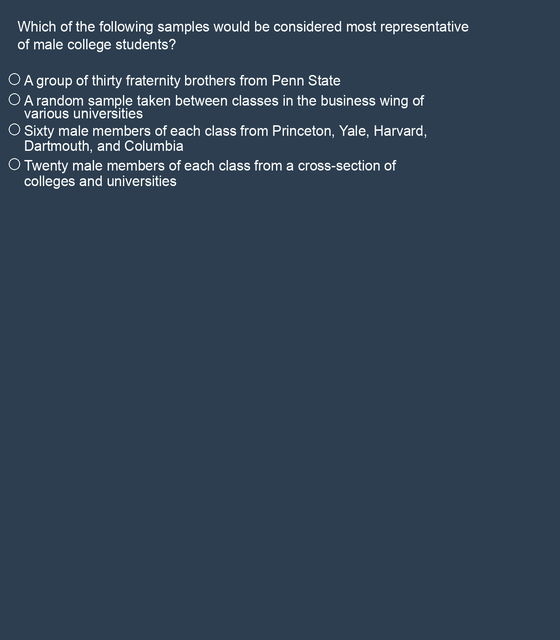 Which of the following samples would be considered most representative
of male college students?
A group of thirty fraternity brothers from Penn State
A random sample taken between classes in the business wing of
various universities
Sixty male members of each class from Princeton, Yale, Harvard,
Dartmouth, and Columbia
Twenty male members of each class from a cross-section of
colleges and universities